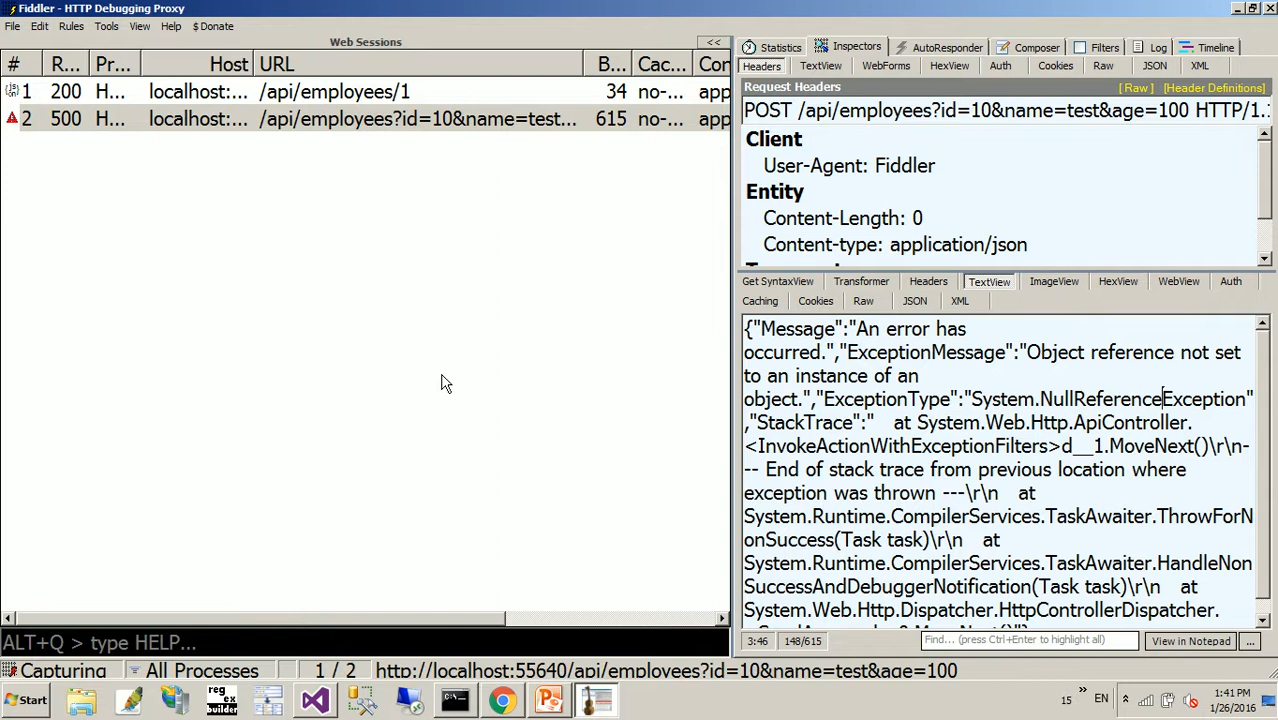 Fiddler - HTTP Debugging Proxy
File Edit Rules Tools View Help $ Donate
Web Sessions <<
# R... Pr... Host URL B... Cac... Con
1 200 H... localhost:... /api/employees/1 34 no-... app
2 500 H... localhost:... /api/employees?id=10&name=test... 615 no-... app
ALT+Q > type HELP...
Capturing All Processes 1 / 2 http://localhost:55640/api/employees?id=10&name=test&age=100
Statistics Inspectors AutoResponder Composer Filters Log Timeline
Headers TextView WebForms HexView Auth Cookies Raw JSON XML
Request Headers [ Raw ] [Header Definitions]
POST /api/employees?id=10&name=test&age=100 HTTP/1.
Client
User-Agent: Fiddler
Entity
Content-Length: 0
Content-type: application/json
Get SyntaxView Transformer Headers TextView ImageView HexView WebView Auth
Caching Cookies Raw JSON XML
{"Message":"An error has
occurred.","ExceptionMessage":"Object reference not set
to an instance of an
object.","ExceptionType":"System.NullReferenceException"
,"StackTrace":" at System.Web.Http.ApiController.
<InvokeActionWithExceptionFilters>d__1.MoveNext()\r\n-
-- End of stack trace from previous location where
exception was thrown ---\r\n at
System.Runtime.CompilerServices.TaskAwaiter.ThrowForN
onSuccess(Task task)\r\n at
System.Runtime.CompilerServices.TaskAwaiter.HandleNon
SuccessAndDebuggerNotification(Task task)\r\n at
System.Web.Http.Dispatcher.HttpControllerDispatcher.
3:46 148/615 Find... (press Ctrl+Enter to highlight all) View in Notepad ...
Start regex builder 15 EN 1:41 PM
1/26/2016